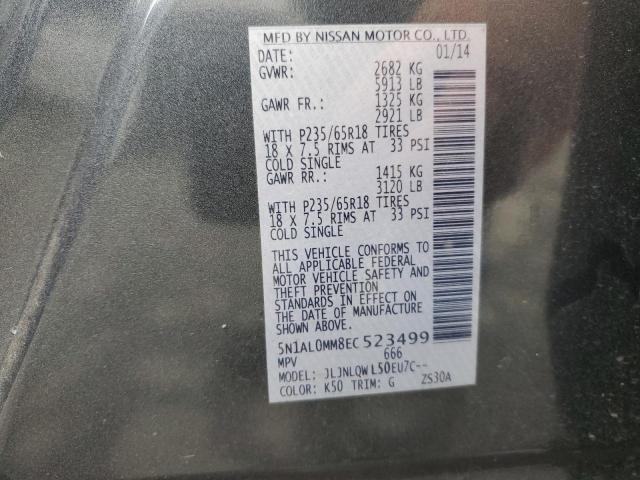 MFD BY NISSAN MOTOR CO., LTD.
DATE: 01/14
GVWR: 2682 KG
5913 LB
GAWR FR.: 1325 KG
2921 LB
WITH P235/65R18 TIRES
18 X 7.5 RIMS AT 33 PSI
COLD SINGLE
GAWR RR.: 1415 KG
3120 LB
WITH P235/65R18 TIRES
18 X 7.5 RIMS AT 33 PSI
COLD SINGLE
THIS VEHICLE CONFORMS TO
ALL APPLICABLE FEDERAL
MOTOR VEHICLE SAFETY AND
THEFT PREVENTION
STANDARDS IN EFFECT ON
THE DATE OF MANUFACTURE
SHOWN ABOVE.
5N1AL0MM8EC 523499
MPV 666
MODEL: JLJNLQWL50EU7C--
COLOR: K50 TRIM: G ZS30A